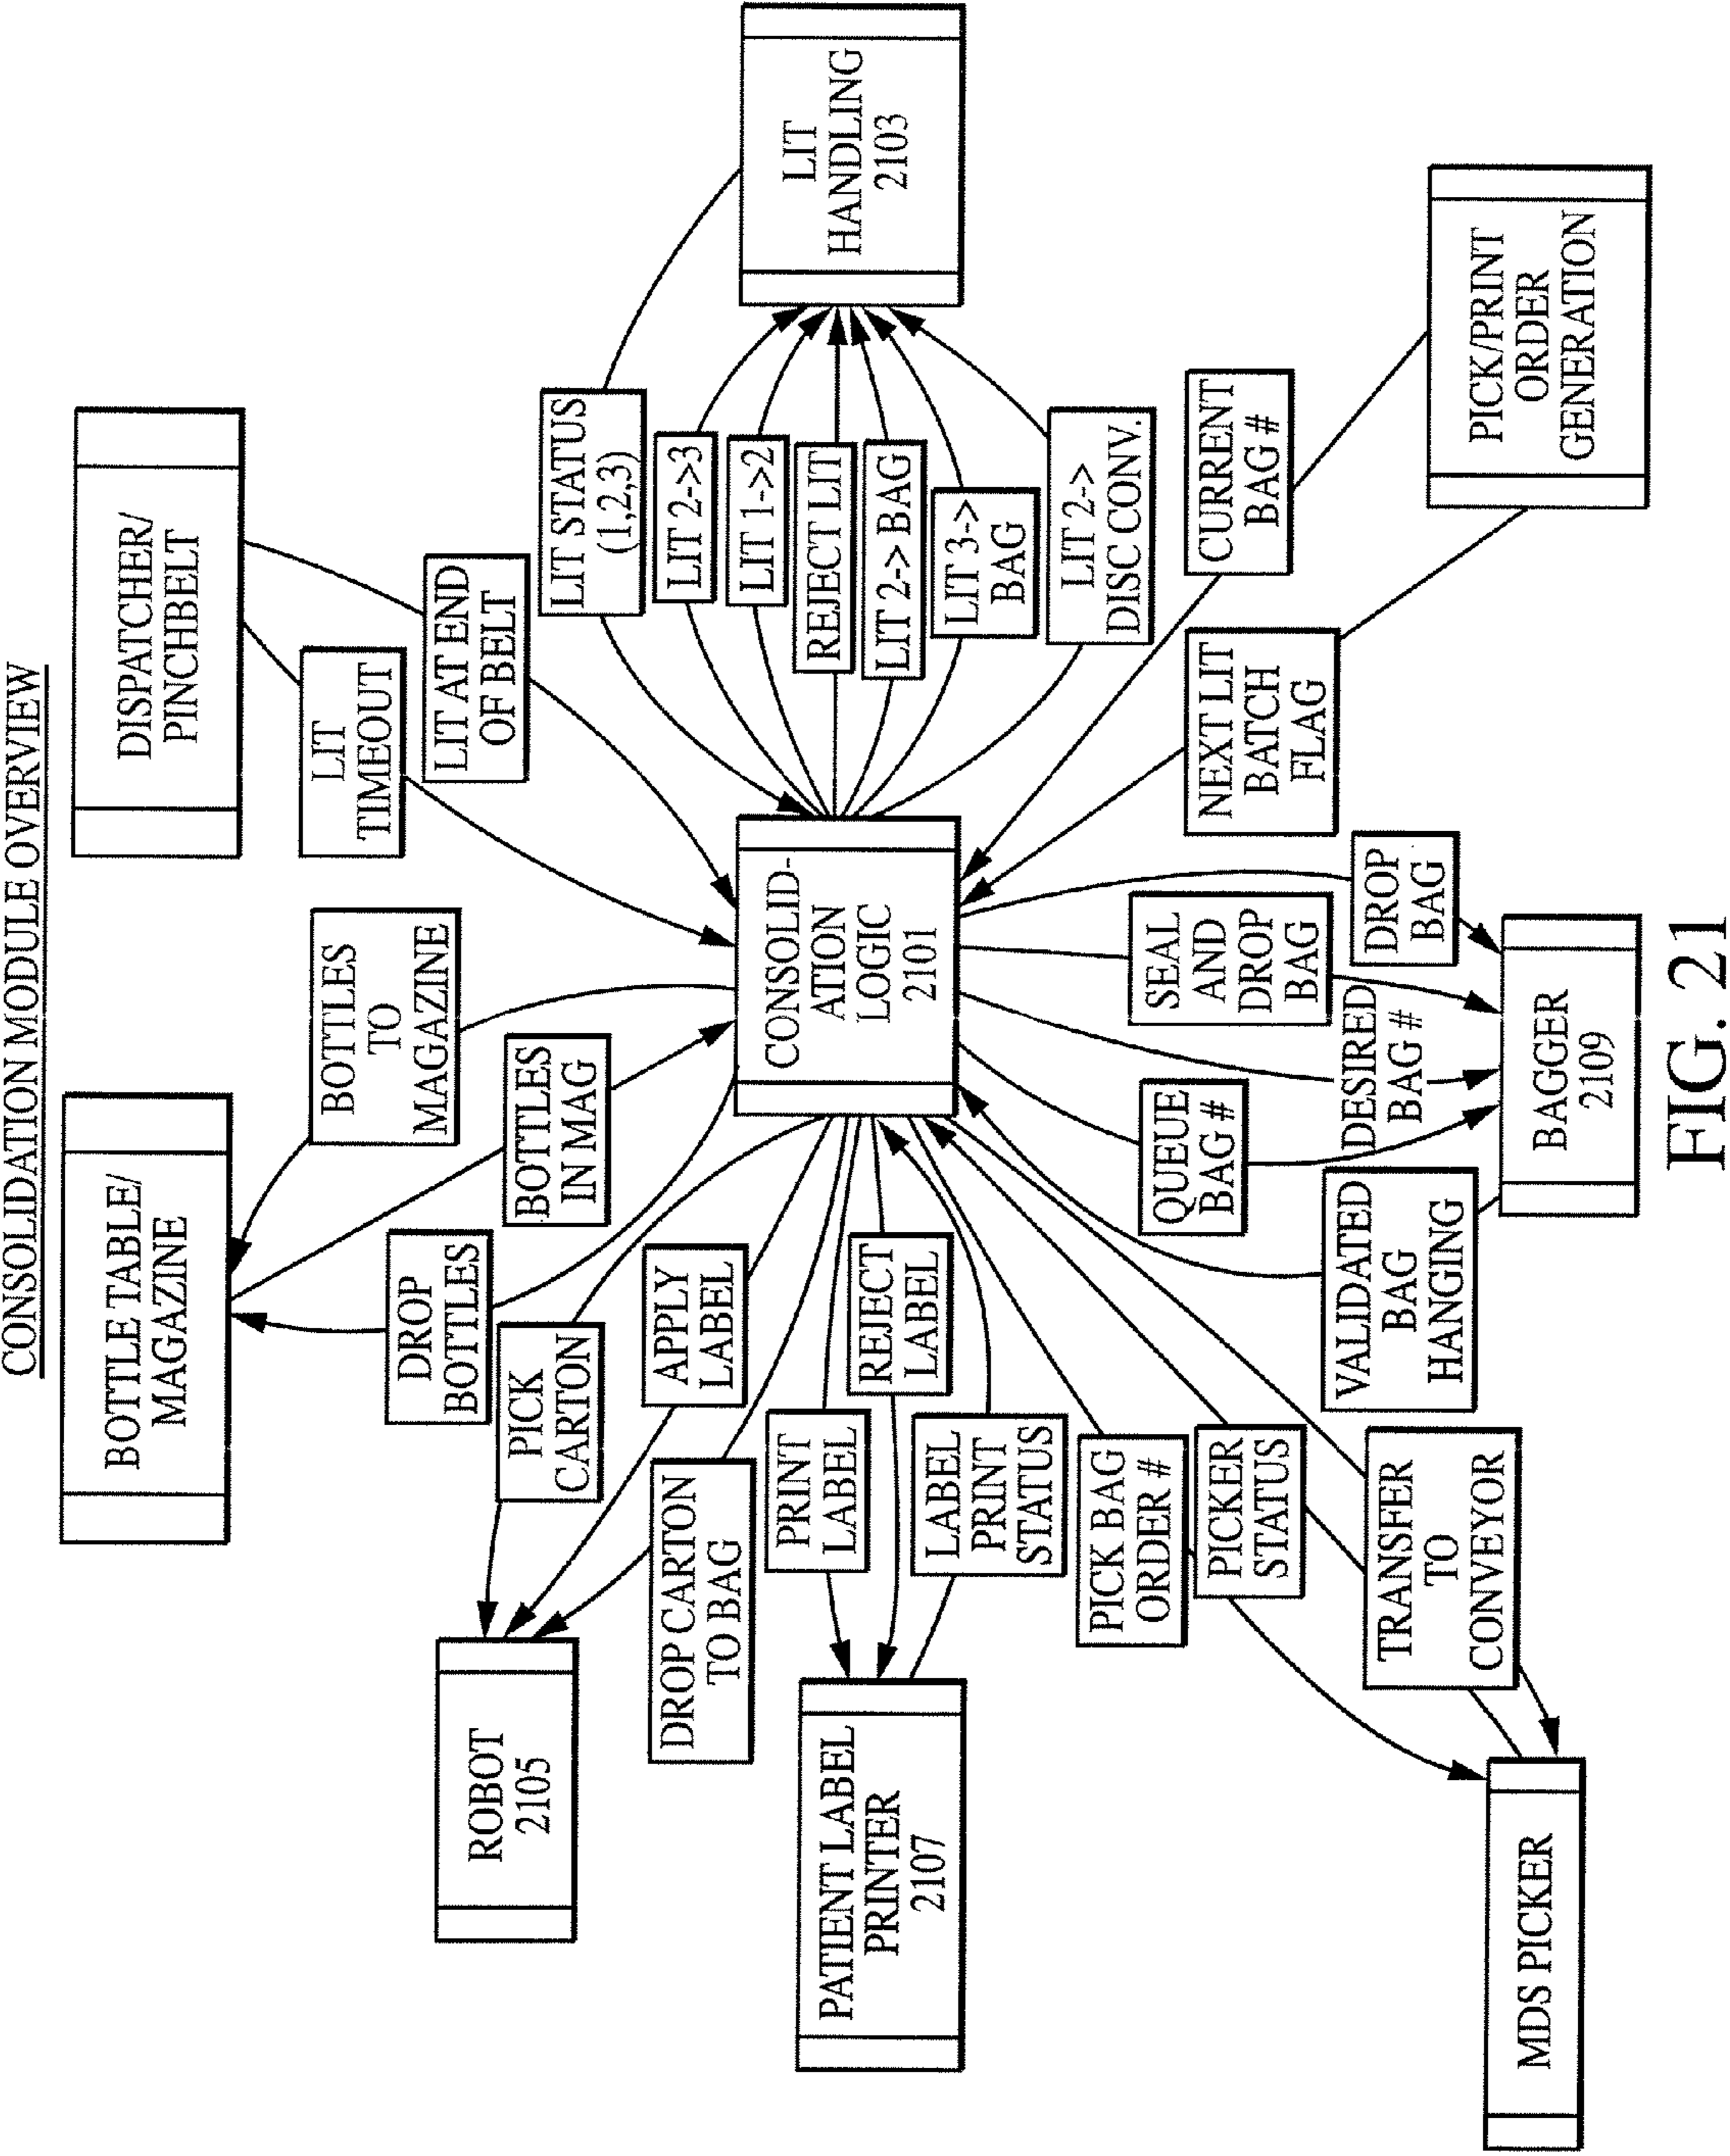 CONSOLIDATION MODULE OVERVIEW
BOTTLE TABLE/
MAGAZINE
DISPATCHER/
PINCHBELT
BOTTLES
TO
MAGAZINE
LIT
TIMEOUT
LIT AT END
OF BELT
BOTTLES
IN MAG
DROP
BOTTLES
PICK
CARTON
ROBOT
2105
APPLY
LABEL
DROP CARTON
TO BAG
PRINT
LABEL
REJECT
LABEL
LABEL
PRINT
STATUS
PATIENT LABEL
PRINTER
2107
CONSOLID-
ATION
LOGIC
2101
LIT STATUS
(1,2,3)
LIT 2->3
LIT 1->2
REJECT LIT
LIT 2-> BAG
LIT 3->
BAG
LIT 2->
DISC CONV.
LIT
HANDLING
2103
PICK BAG
ORDER #
PICKER
STATUS
TRANSFER
TO
CONVEYOR
MDS PICKER
VALIDATED
BAG
HANGING
QUEUE
BAG #
DESIRED
BAG #
SEAL
AND
DROP
BAG
DROP
BAG
BAGGER
2109
NEXT LIT
BATCH
FLAG
CURRENT
BAG #
PICK/PRINT
ORDER
GENERATION
FIG. 21